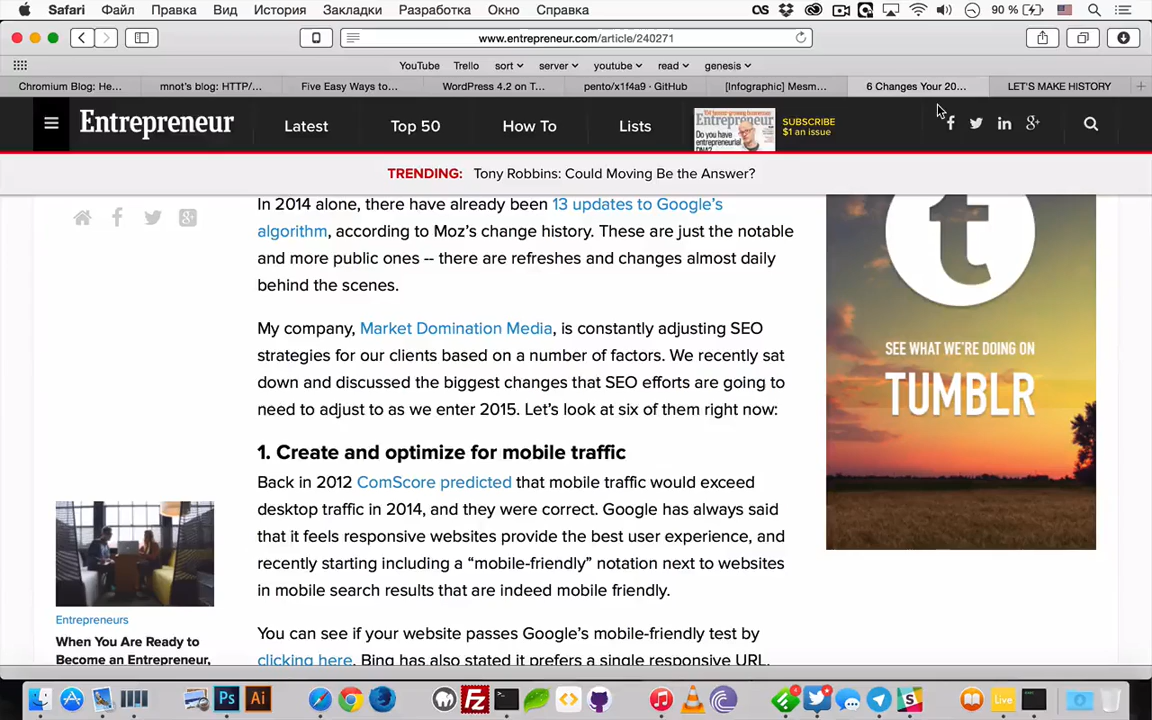 Safari Файл Правка Вид История Закладки Разработка Окно Справка 90 %
www.entrepreneur.com/article/240271
YouTube Trello sort server youtube read genesis
Chromium Blog: He... mnot's blog: HTTP/... Five Easy Ways to... WordPress 4.2 on T... pento/x1f4a9 · GitHub [Infographic] Mesm... 6 Changes Your 20... LET'S MAKE HISTORY
Entrepreneur Latest Top 50 How To Lists Entrepreneur SUBSCRIBE
$1 an issue
TRENDING: Tony Robbins: Could Moving Be the Answer?
In 2014 alone, there have already been 13 updates to Google's
algorithm, according to Moz's change history. These are just the notable
and more public ones -- there are refreshes and changes almost daily
behind the scenes.
My company, Market Domination Media, is constantly adjusting SEO
strategies for our clients based on a number of factors. We recently sat
down and discussed the biggest changes that SEO efforts are going to
need to adjust to as we enter 2015. Let's look at six of them right now:
1. Create and optimize for mobile traffic
Back in 2012 ComScore predicted that mobile traffic would exceed
desktop traffic in 2014, and they were correct. Google has always said
that it feels responsive websites provide the best user experience, and
recently starting including a “mobile-friendly” notation next to websites
in mobile search results that are indeed mobile friendly.
You can see if your website passes Google's mobile-friendly test by
clicking here. Bing has also stated it prefers a single responsive URL.
t
SEE WHAT WE'RE DOING ON
TUMBLR
Entrepreneurs
When You Are Ready to
Become an Entrepreneur,
Ps Ai Fz Live